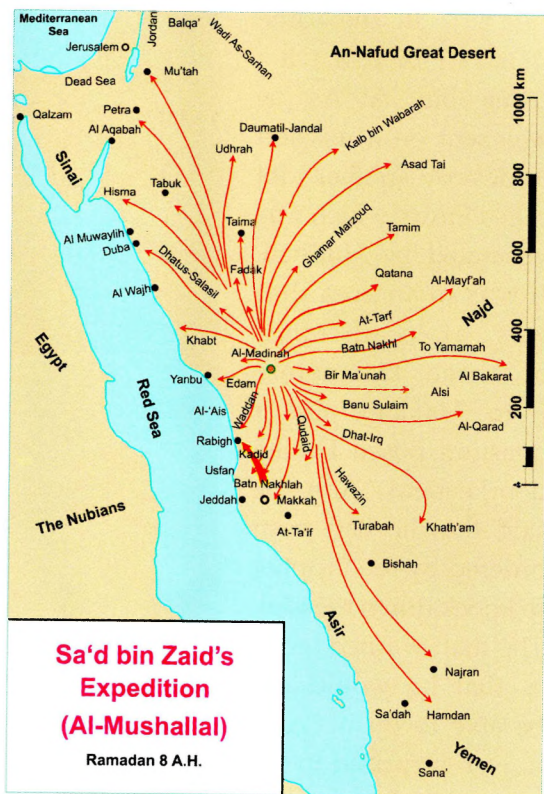 Mediterranean
Sea
Jordan
Balqa'
Wadi As-Sarhan
An-Nafud Great Desert
Jerusalem
Dead Sea
Mu'tah
1000 km
Qalzam
Petra
Al Aqabah
Daumatil-Jandal
Kalb bin Wabarah
Udhrah
Asad Tai
800
Sinai
Hisma
Tabuk
Taima
Ghamar Marzouq
Tamim
Al Muwaylih
Duba
Dhatus-Salasil
Fadak
600
Qatana
Al-Mayf'ah
Al Wajh
At-Tarf
Najd
Egypt
Khabt
Al-Madinah
Batn Nakhl
To Yamamah
400
Red Sea
Yanbu
Edam
Bir Ma'unah
Al Bakarat
Waddan
Banu Sulaim
Alsi
200
Al-'Ais
Qudaid
Al-Qarad
Rabigh
Kadid
Dhat-Irq
Usfan
Batn Nakhlah
Hawazin
The Nubians
Jeddah
Makkah
At-Ta'if
Turabah
Khath'am
Bishah
Asir
Sa'd bin Zaid's
Expedition
(Al-Mushallal)
Ramadan 8 A.H.
Najran
Sa'dah
Hamdan
Yemen
Sana'